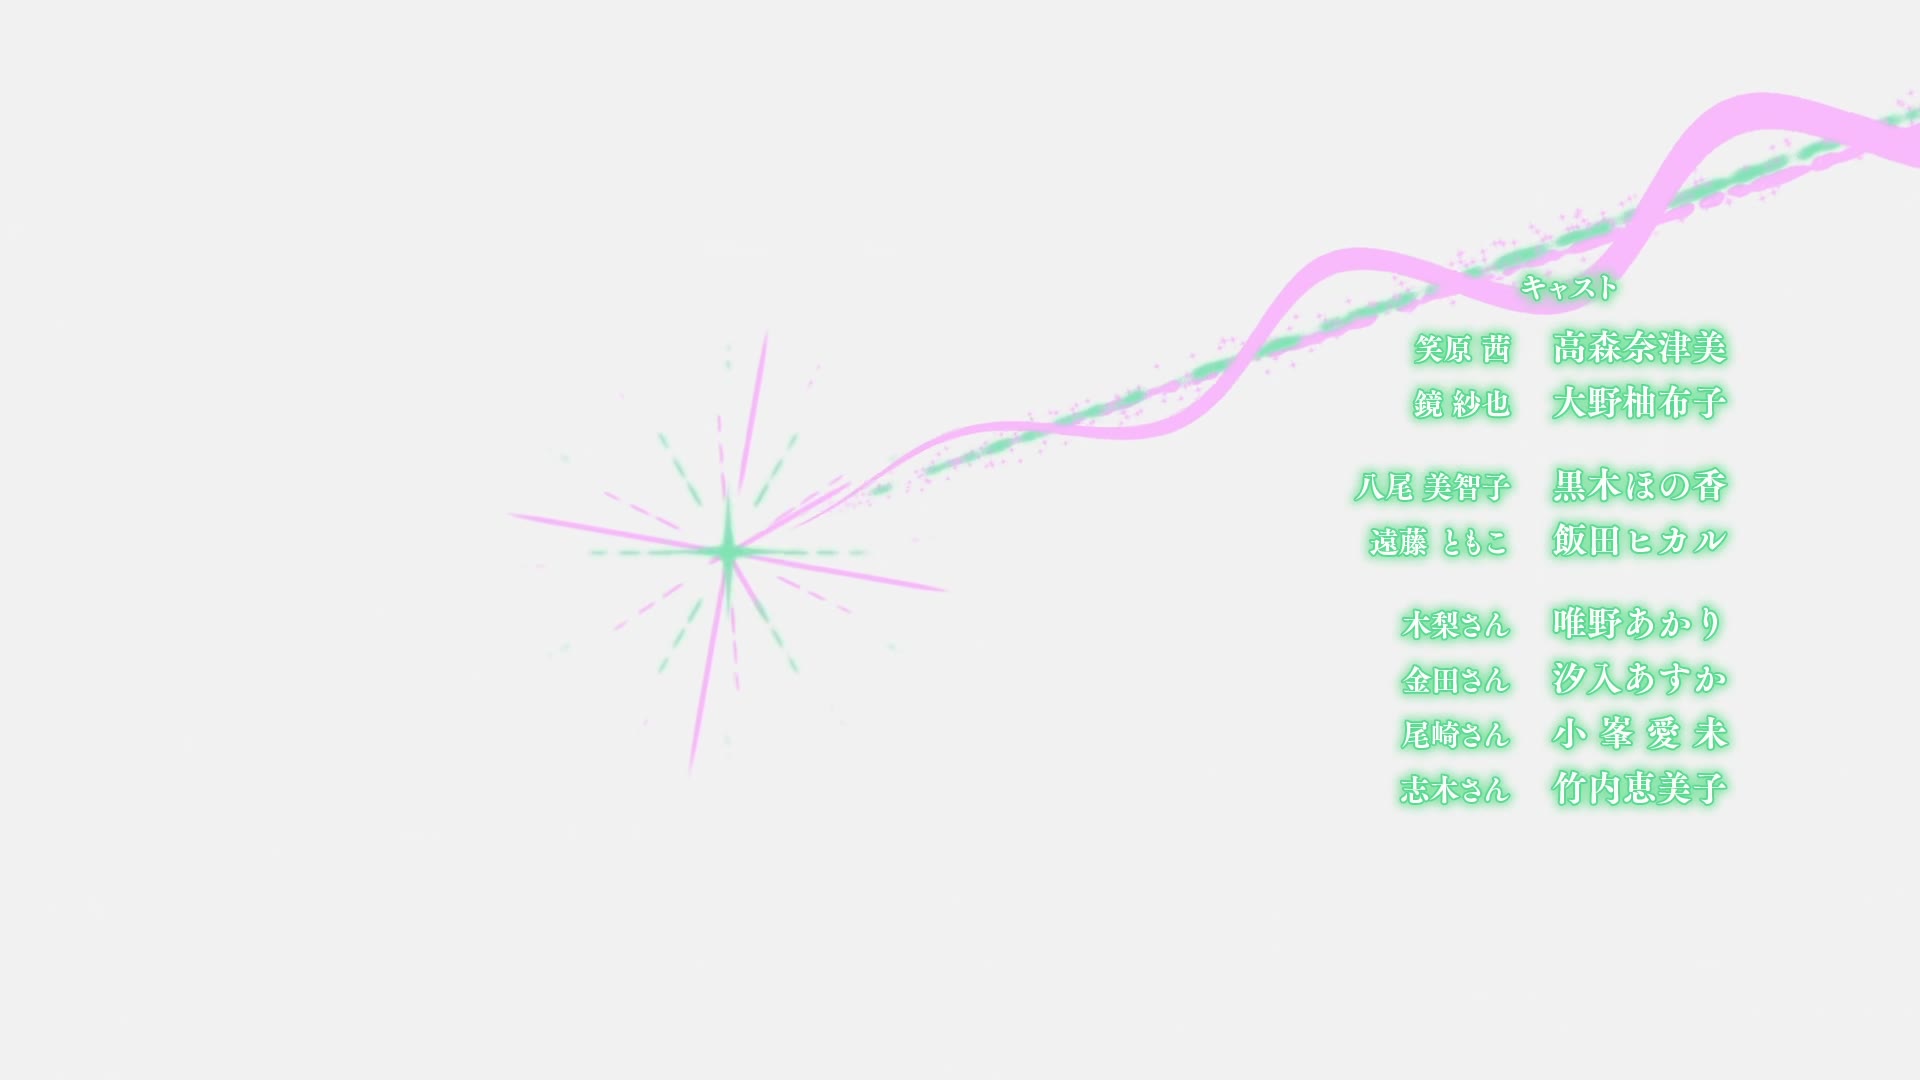 キャスト
笑原 茜 高森奈津美
鏡 紗也 大野柚布子
八尾 美智子 黒木ほの香
遠藤 ともこ 飯田ヒカル
木梨さん 唯野あかり
金田さん 汐入あすか
尾崎さん 小峯愛未
志木さん 竹内恵美子